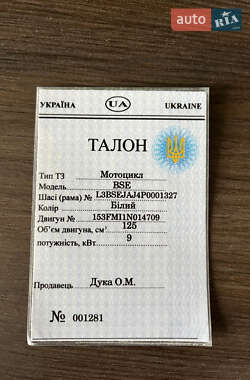 auto RIA
УКРАЇНА UA UKRAINE
ТАЛОН
Тип ТЗ Мотоцикл
Модель BSE
Шасі (рама) № L3BSEJAJ4P0001327
Колір Білий
Двигун № 153FMI1N014709
Об'єм двигуна, см³ 125
потужність, кВт 9
Продавець Дука О.М.
№ 001281